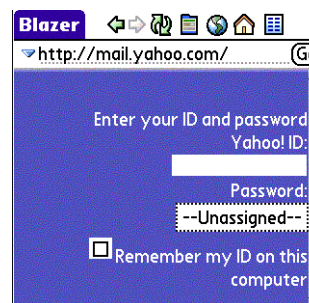 Blazer
http://mail.yahoo.com/ G
Enter your ID and password
Yahoo! ID:
Password:
--Unassigned--
Remember my ID on this
computer